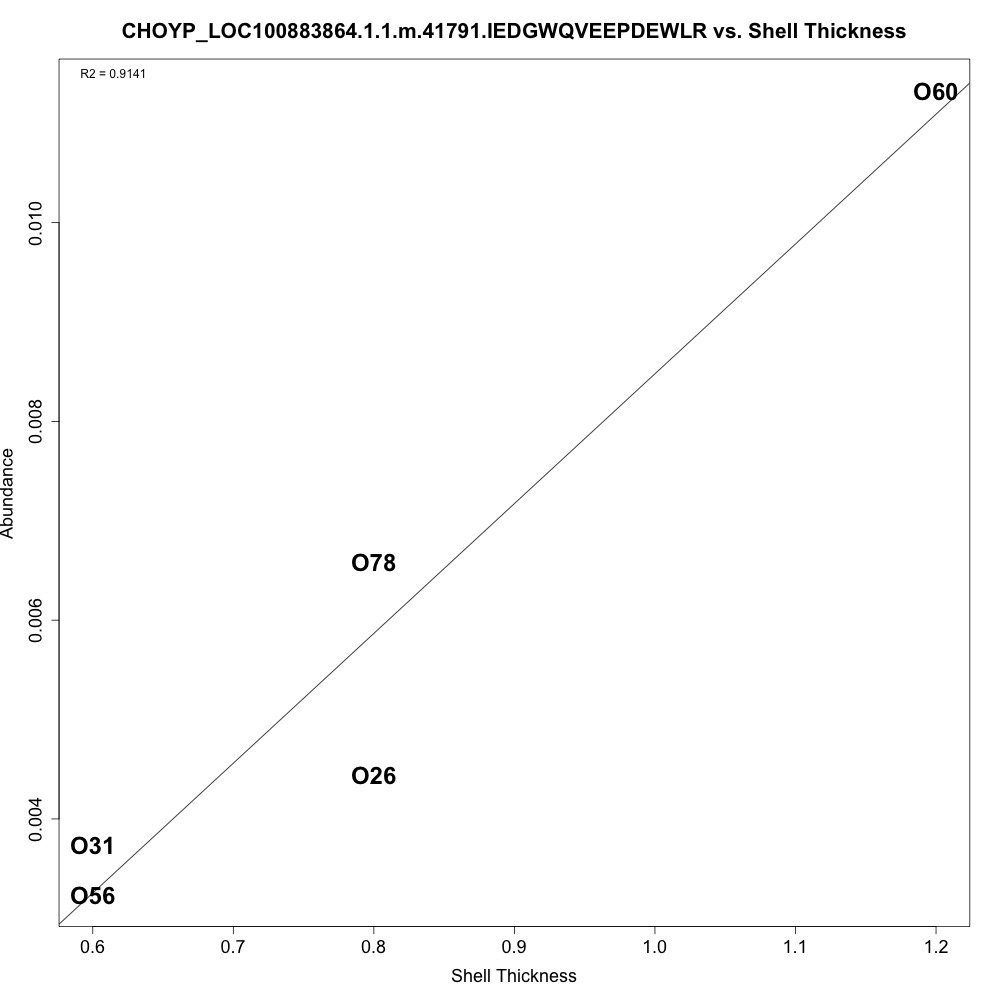 CHOYP_LOC100883864.1.1.m.41791.IEDGWQVEEPDEWLR vs. Shell Thickness
R2 = 0.9141
O60
0.010
0.008
Abundance
O78
0.006
O26
0.004
O31
O56
0.6 0.7 0.8 0.9 1.0 1.1 1.2
Shell Thickness